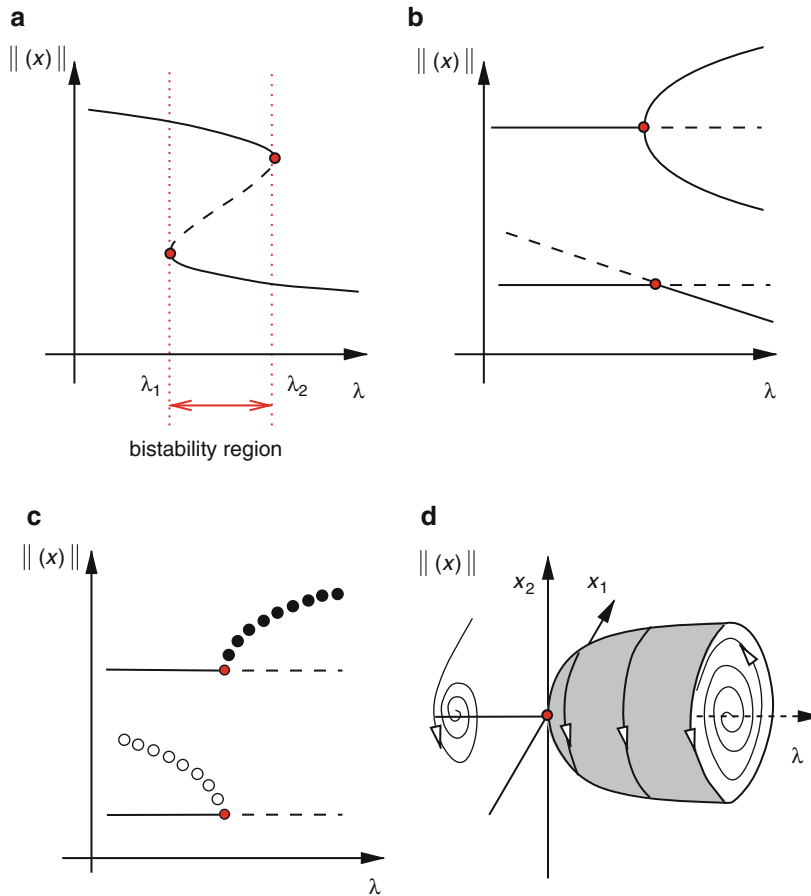 a
|| (x) ||
λ₁
λ₂
λ
bistability region
b
|| (x) ||
λ
c
|| (x) ||
λ
d
|| (x) ||
x₂
x₁
λ